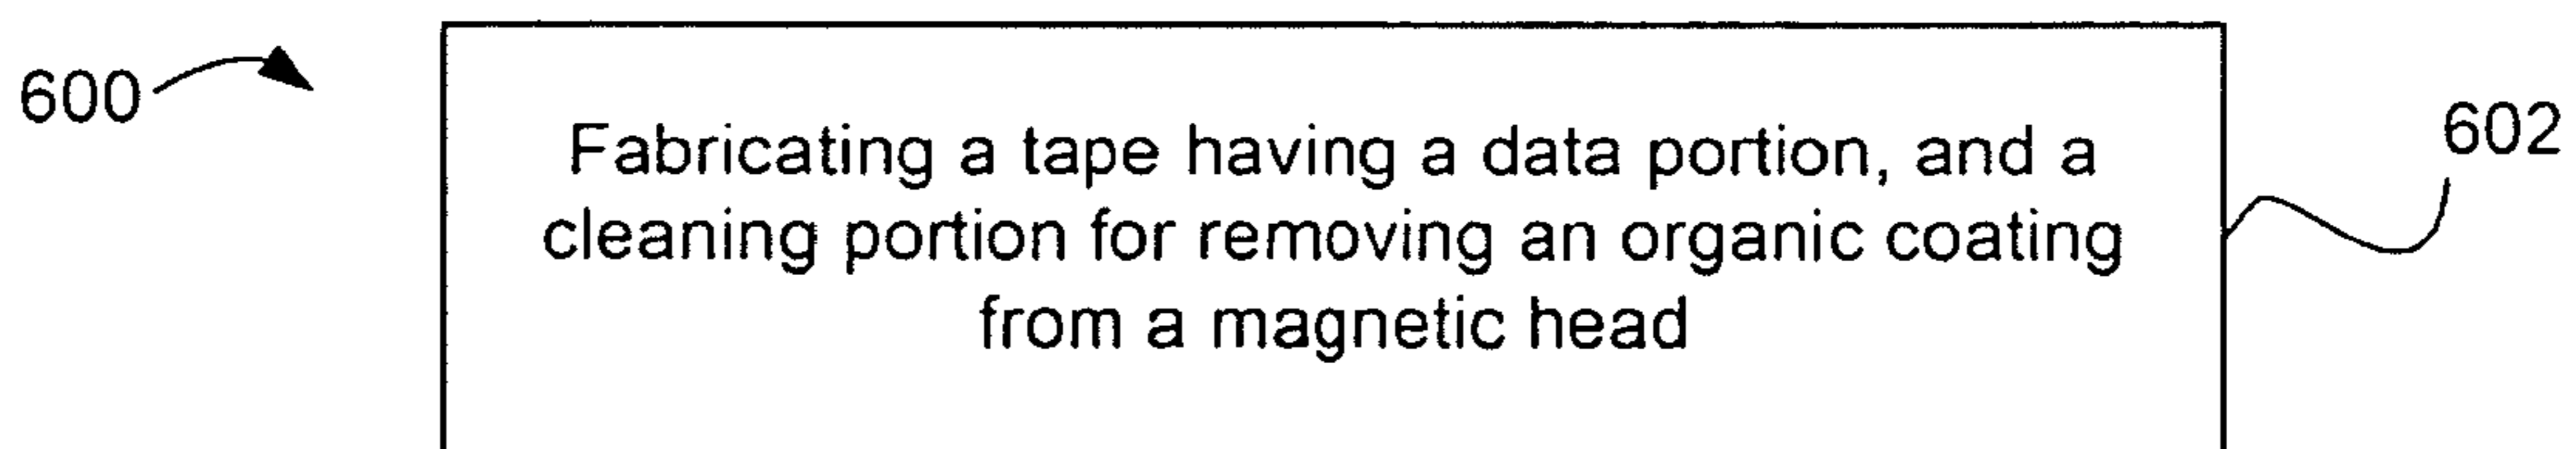 600
Fabricating a tape having a data portion, and a
602
cleaning portion for removing an organic coating
from a magnetic head